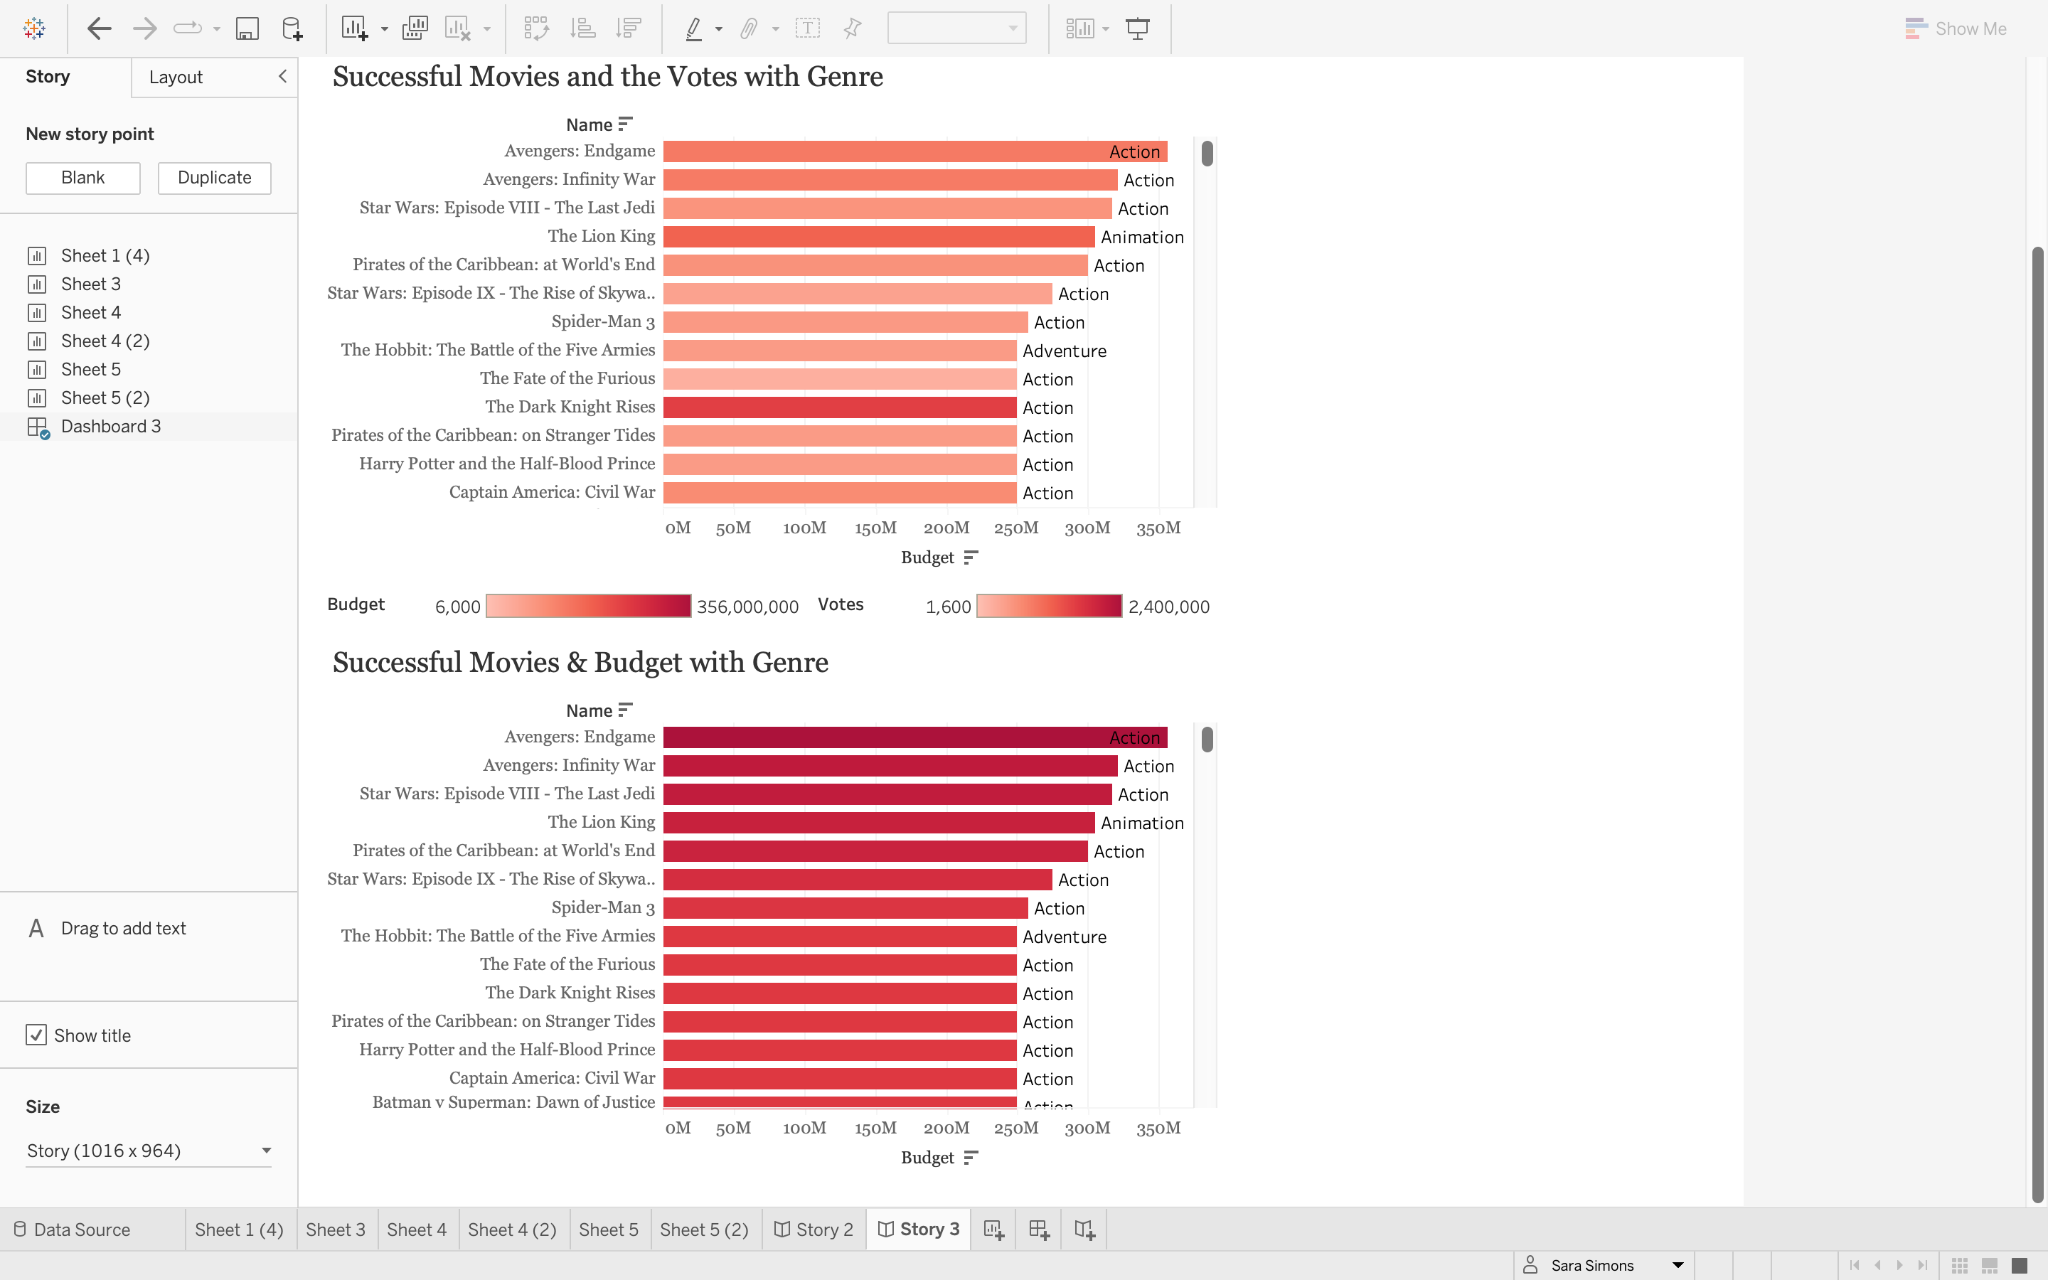 Show Me
Story
Layout
New story point
Blank
Duplicate
Sheet 1 (4)
Sheet 3
Sheet 4
Sheet 4 (2)
Sheet 5
Sheet 5 (2)
Dashboard 3
A Drag to add text
Show title
Size
Story (1016 x 964)
Successful Movies and the Votes with Genre
Name
Avengers: Endgame Action
Avengers: Infinity War Action
Star Wars: Episode VIII - The Last Jedi Action
The Lion King Animation
Pirates of the Caribbean: at World's End Action
Star Wars: Episode IX - The Rise of Skywa.. Action
Spider-Man 3 Action
The Hobbit: The Battle of the Five Armies Adventure
The Fate of the Furious Action
The Dark Knight Rises Action
Pirates of the Caribbean: on Stranger Tides Action
Harry Potter and the Half-Blood Prince Action
Captain America: Civil War Action
0M 50M 100M 150M 200M 250M 300M 350M
Budget
Budget 6,000 356,000,000 Votes 1,600 2,400,000
Successful Movies & Budget with Genre
Name
Avengers: Endgame Action
Avengers: Infinity War Action
Star Wars: Episode VIII - The Last Jedi Action
The Lion King Animation
Pirates of the Caribbean: at World's End Action
Star Wars: Episode IX - The Rise of Skywa.. Action
Spider-Man 3 Action
The Hobbit: The Battle of the Five Armies Adventure
The Fate of the Furious Action
The Dark Knight Rises Action
Pirates of the Caribbean: on Stranger Tides Action
Harry Potter and the Half-Blood Prince Action
Captain America: Civil War Action
Batman v Superman: Dawn of Justice Action
0M 50M 100M 150M 200M 250M 300M 350M
Budget
Data Source Sheet 1 (4) Sheet 3 Sheet 4 Sheet 4 (2) Sheet 5 Sheet 5 (2) Story 2 Story 3
Sara Simons